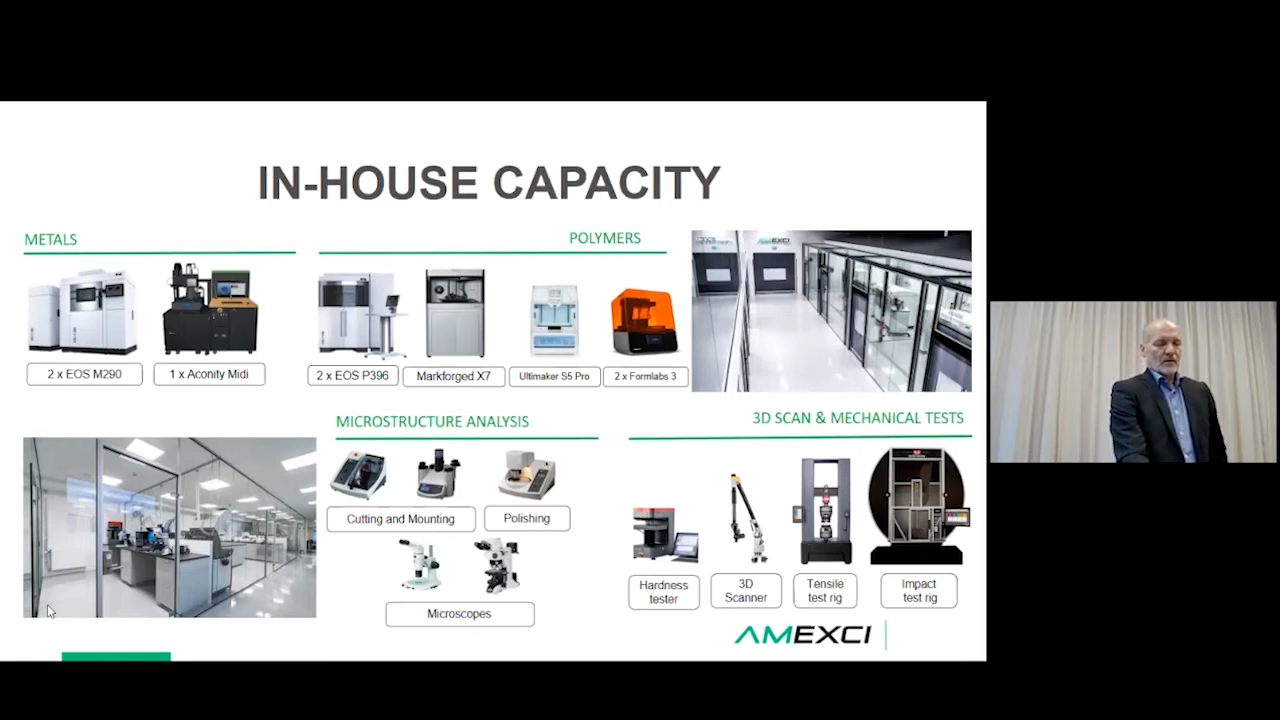 IN-HOUSE CAPACITY
METALS
POLYMERS
AMEXCI
2 x EOS M290
1 x Aconity Midi
2 x EOS P396
Markforged X7
Ultimaker S5 Pro
2 x Formlabs 3
MICROSTRUCTURE ANALYSIS
3D SCAN & MECHANICAL TESTS
Cutting and Mounting
Polishing
Microscopes
Hardness
tester
3D
Scanner
Tensile
test rig
Impact
test rig
AMEXCI